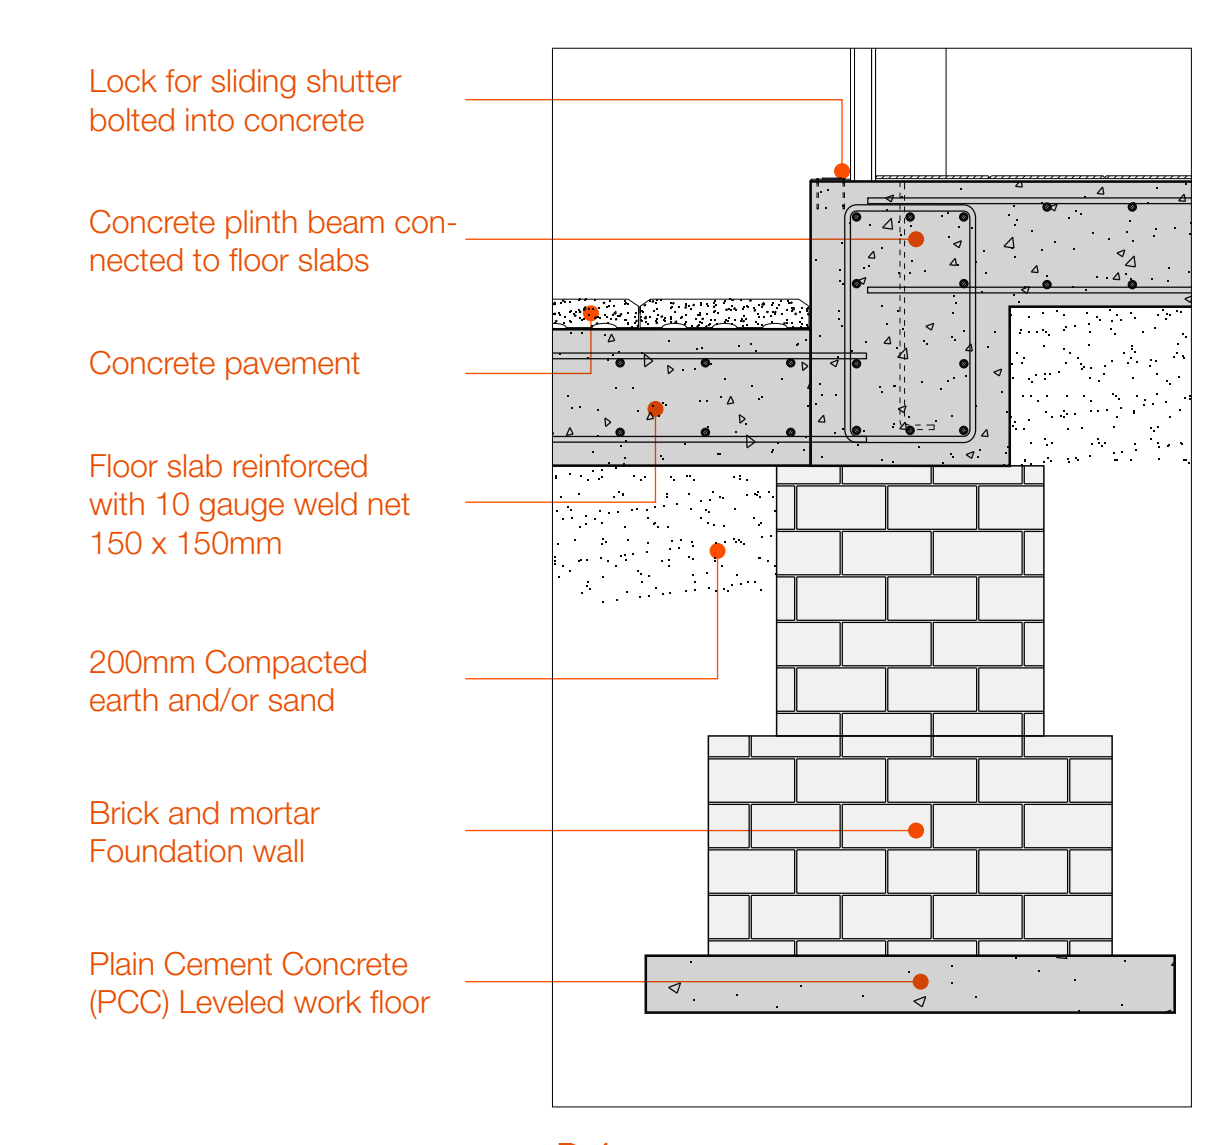 Lock for sliding shutter
bolted into concrete
Concrete plinth beam con-
nected to floor slabs
Concrete pavement
Floor slab reinforced
with 10 gauge weld net
150 x 150mm
200mm Compacted
earth and/or sand
Brick and mortar
Foundation wall
Plain Cement Concrete
(PCC) Leveled work floor